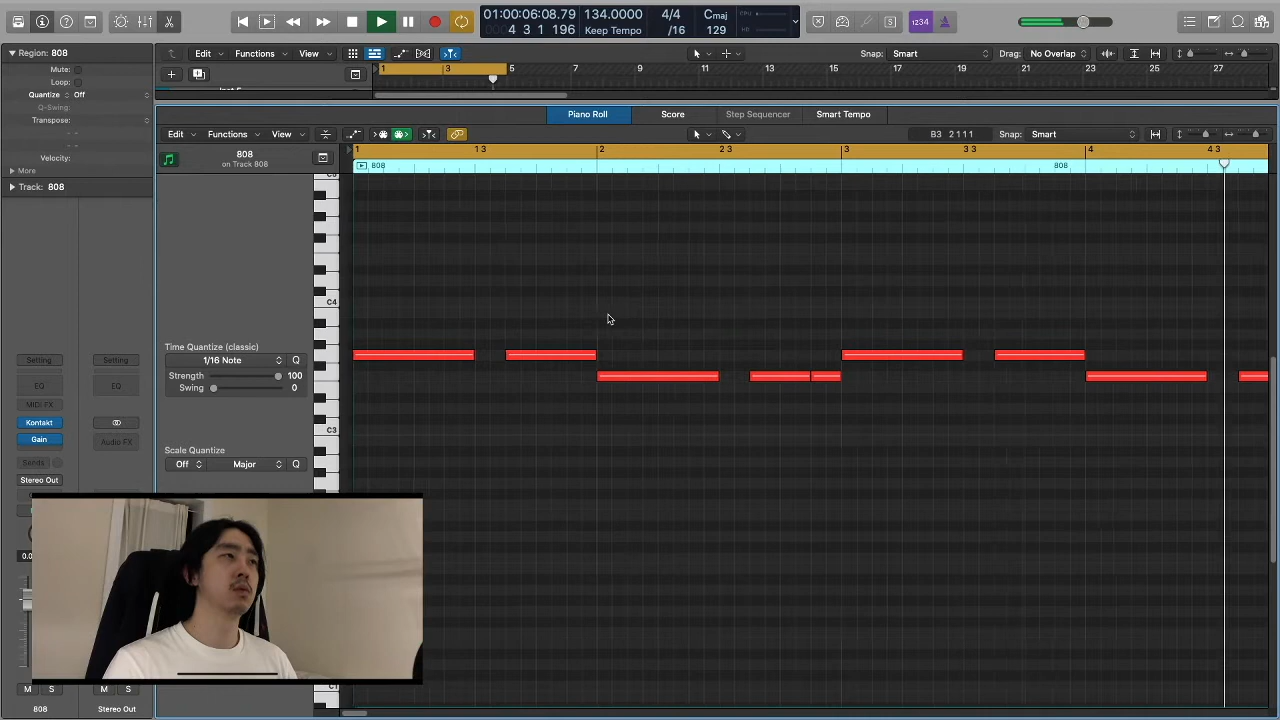 01:00:06:08.79 134.0000 4/4 Cmaj
4 3 1 196 Keep Tempo /16 129
1234
Region: 808
Mute:
Loop:
Quantize Off
Q-Swing:
Transpose:
Velocity:
More
Track: 808
Edit Functions View
Snap: Smart Drag: No Overlap
1 3 5 7 9 11 13 15 17 19 21 23 25 27
Piano Roll Score Step Sequencer Smart Tempo
Edit Functions View
B3 2 1 1 1 Snap: Smart
808
on Track 808
1 1 3 2 2 3 3 3 3 4 4 3
808 808
C4
C3
Time Quantize (classic)
1/16 Note Q
Strength 100
Swing 0
Scale Quantize
Off Major Q
Setting Setting
EQ EQ
MIDI FX
Kontakt
Gain Audio FX
Sends
Stereo Out
M S M S
808 Stereo Out